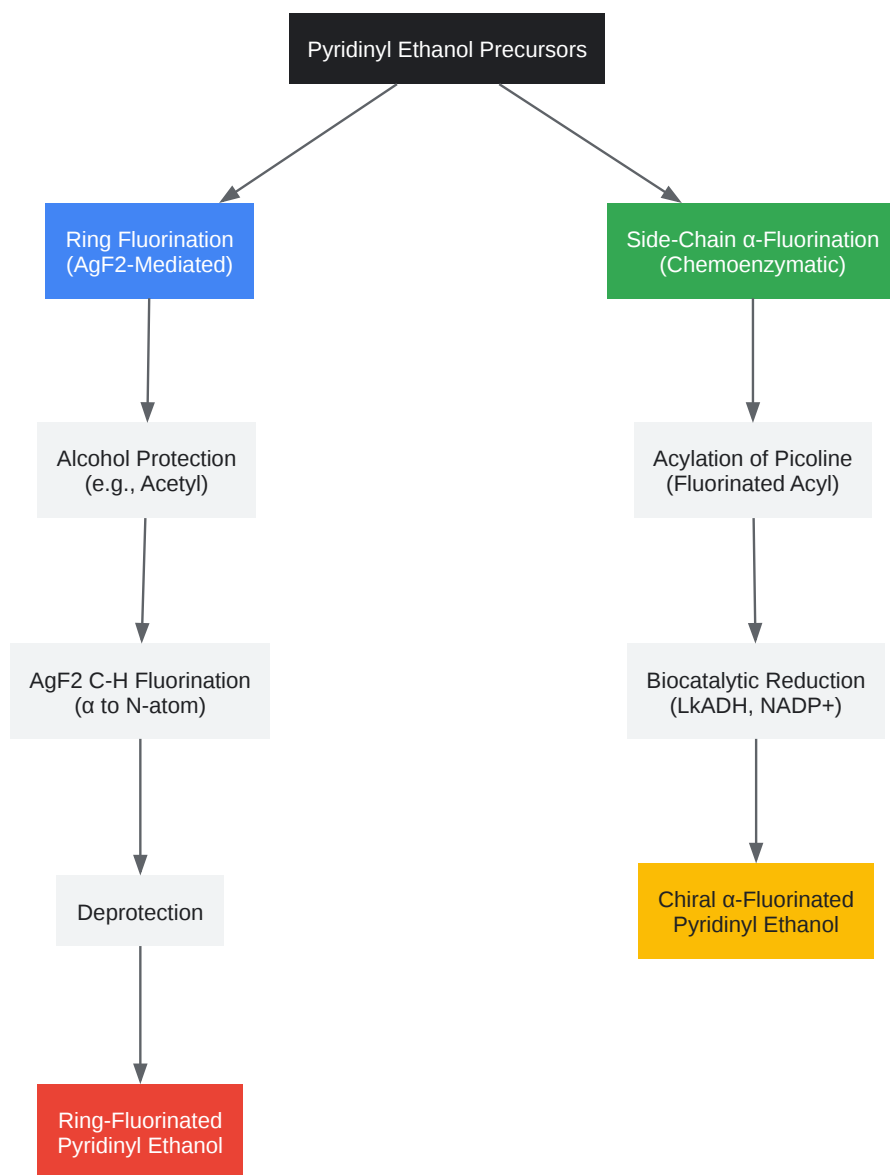 Pyridinyl Ethanol Precursors
Ring Fluorination
(AgF2-Mediated)
Side-Chain α-Fluorination
(Chemoenzymatic)
Alcohol Protection
(e.g., Acetyl)
Acylation of Picoline
(Fluorinated Acyl)
AgF2 C-H Fluorination
(α to N-atom)
Biocatalytic Reduction
(LkADH, NADP+)
Deprotection
Chiral α-Fluorinated
Pyridinyl Ethanol
Ring-Fluorinated
Pyridinyl Ethanol